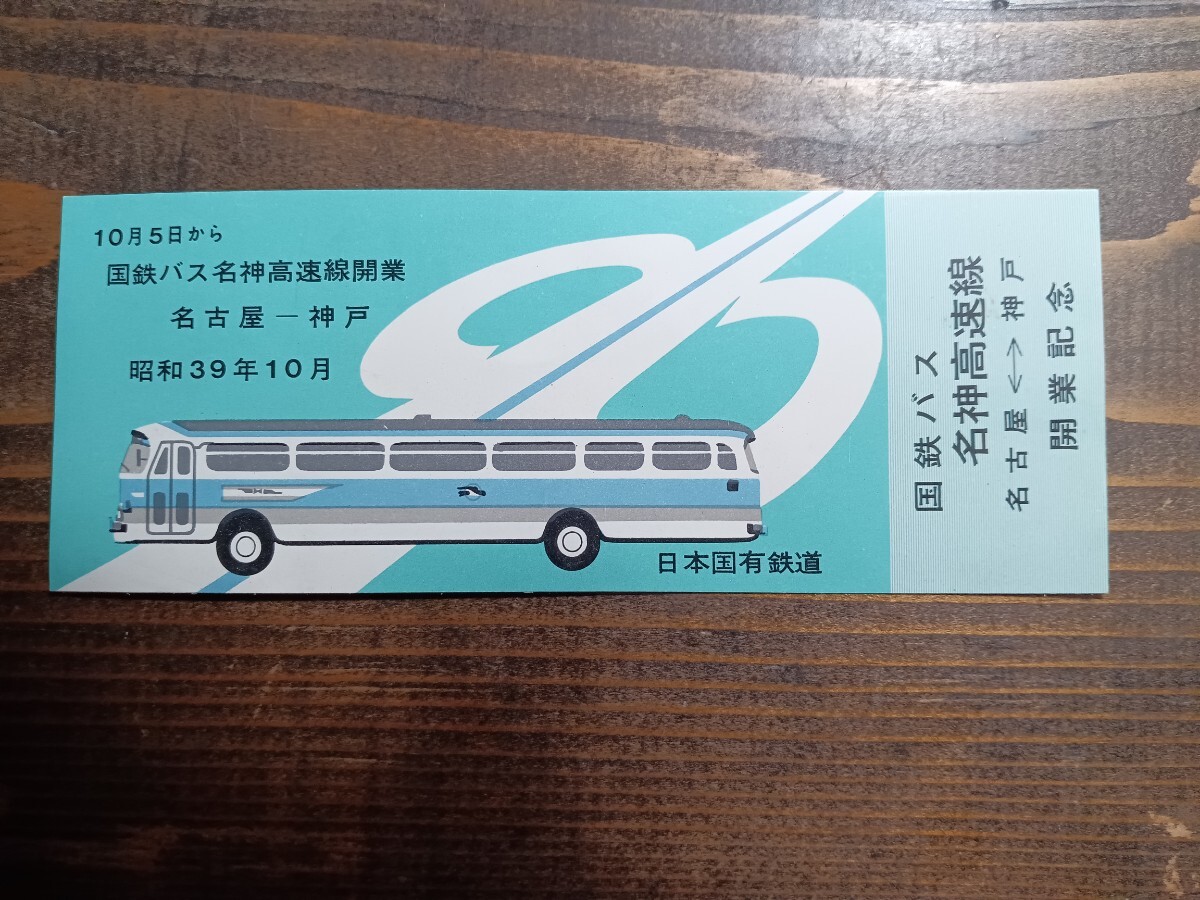 10月5日から
国鉄バス名神高速線開業
名古屋－神戸
昭和39年10月
日本国有鉄道
国鉄バス
名神高速線
名古屋⟷神戸
開業記念